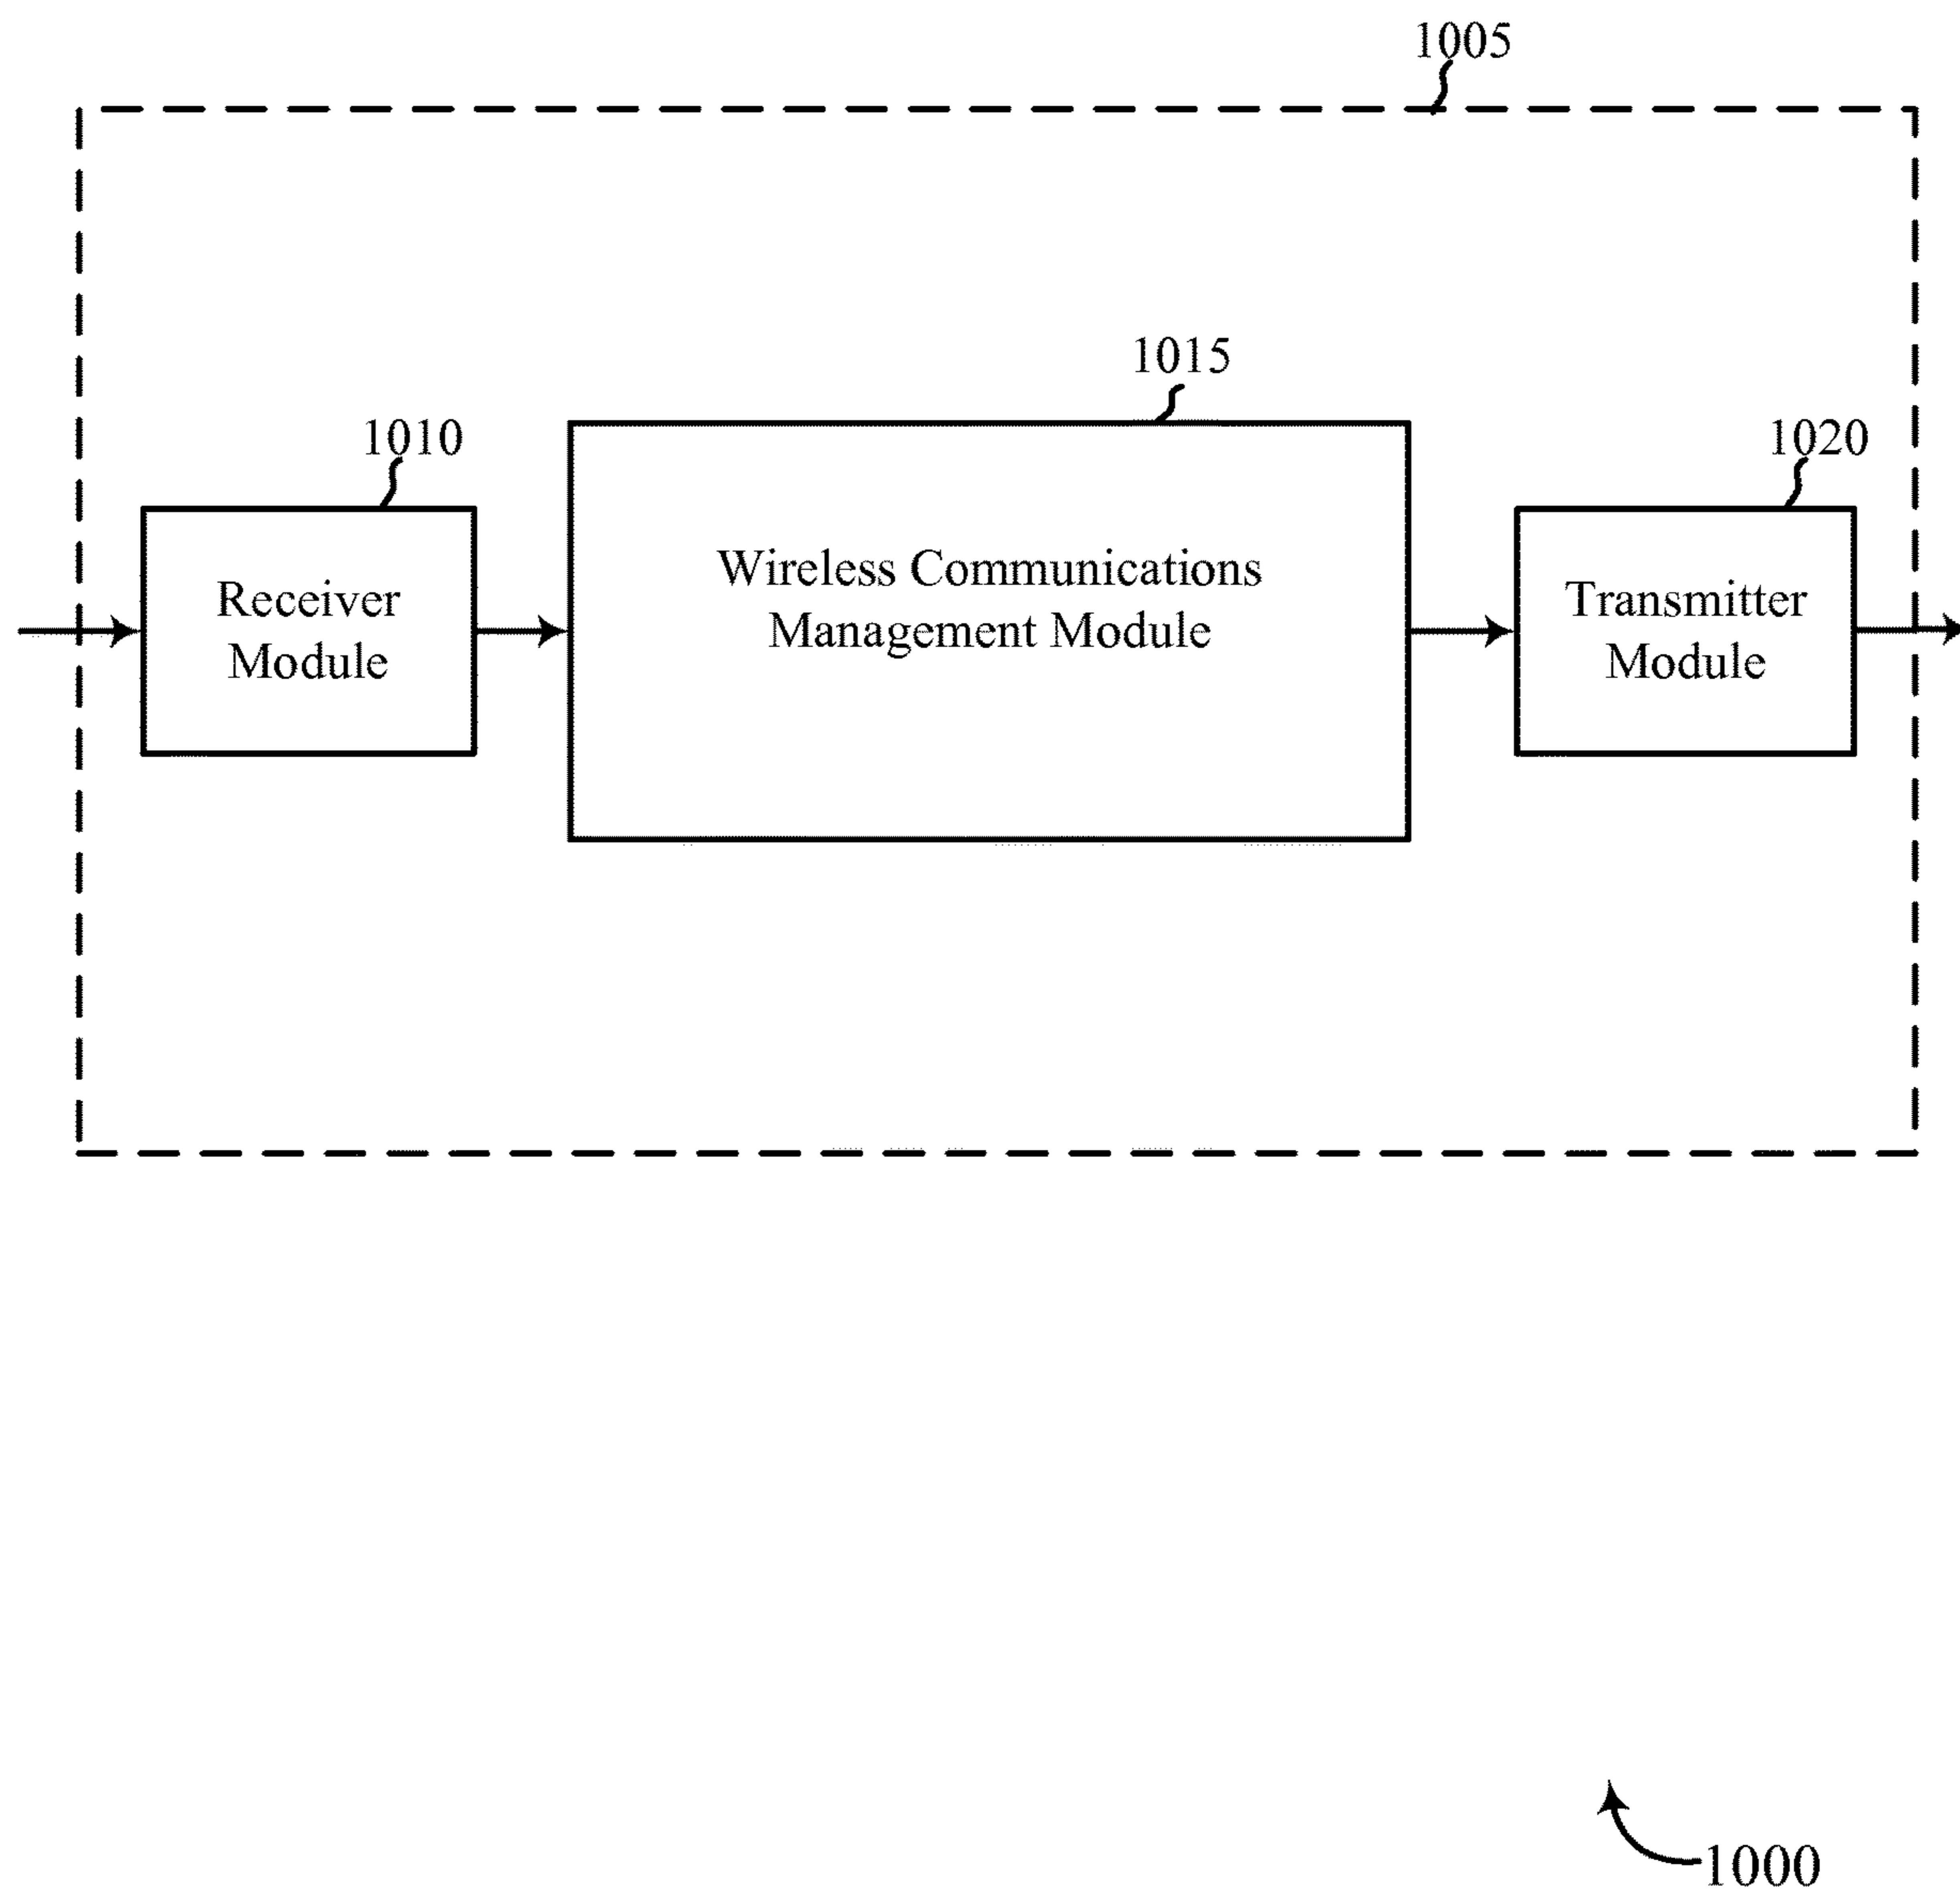 1005
1015
1010
1020
Wireless Communications
Management Module
Receiver
Module
Transmitter
Module
1000